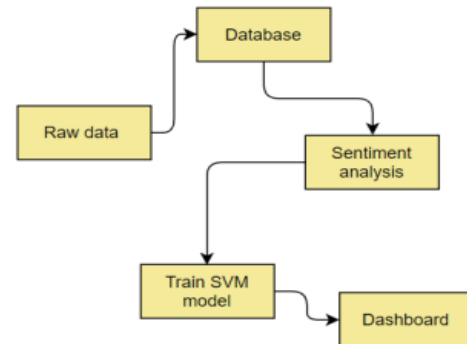 Database
Raw data
Sentiment
analysis
Train SVM
model
Dashboard